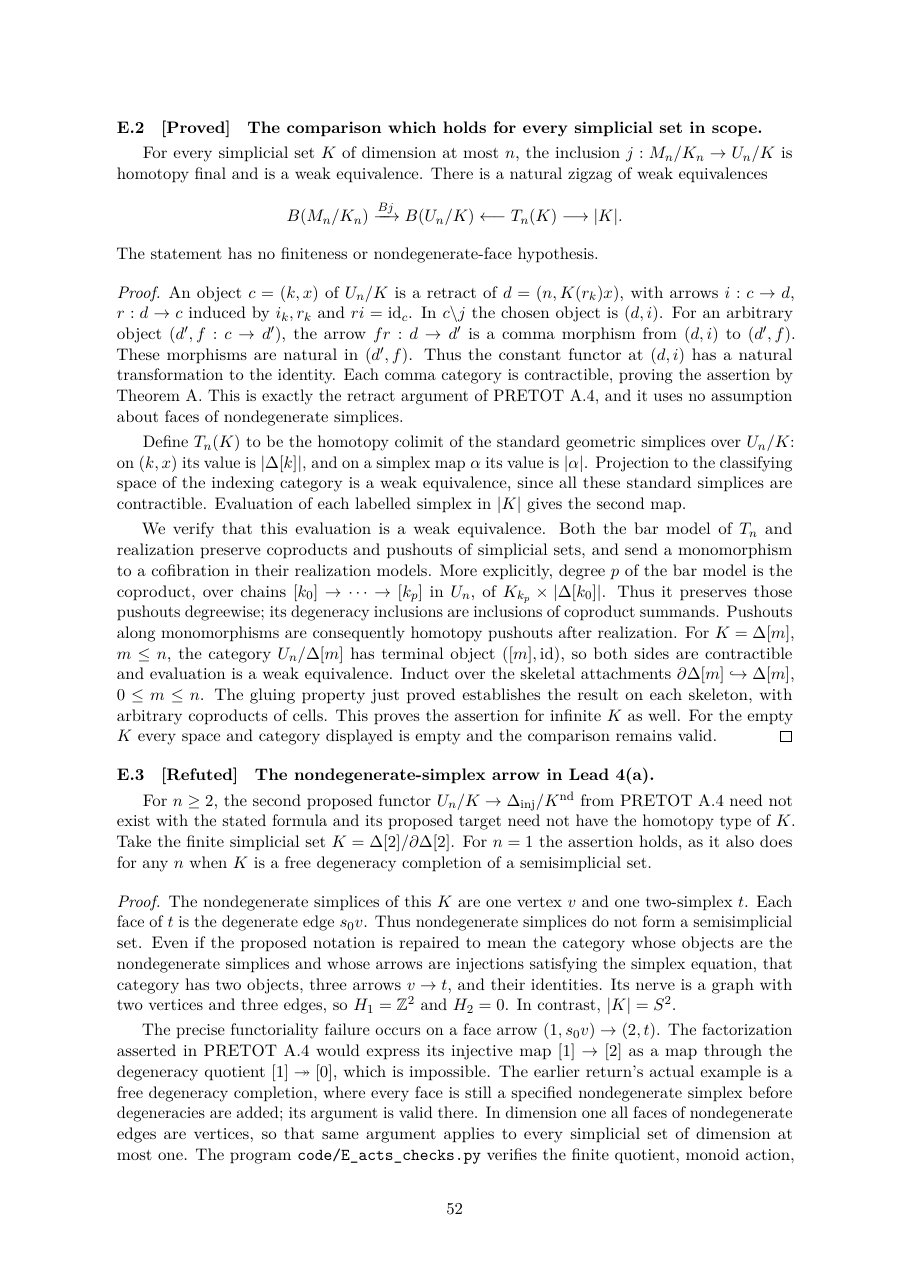 E.2 [Proved] The comparison which holds for every simplicial set in scope.
For every simplicial set K of dimension at most n, the inclusion j : Mₙ/Kₙ → Uₙ/K is
homotopy final and is a weak equivalence. There is a natural zigzag of weak equivalences
B(Mₙ/Kₙ) —Bj→ B(Uₙ/K) ⟵ Tₙ(K) ⟶ |K|.
The statement has no finiteness or nondegenerate-face hypothesis.
Proof. An object c = (k, x) of Uₙ/K is a retract of d = (n, K(rₖ)x), with arrows i : c → d,
r : d → c induced by iₖ, rₖ and ri = id_c. In c\j the chosen object is (d, i). For an arbitrary
object (d′, f : c → d′), the arrow fr : d → d′ is a comma morphism from (d, i) to (d′, f).
These morphisms are natural in (d′, f). Thus the constant functor at (d, i) has a natural
transformation to the identity. Each comma category is contractible, proving the assertion by
Theorem A. This is exactly the retract argument of PRETOT A.4, and it uses no assumption
about faces of nondegenerate simplices.
Define Tₙ(K) to be the homotopy colimit of the standard geometric simplices over Uₙ/K:
on (k, x) its value is |Δ[k]|, and on a simplex map α its value is |α|. Projection to the classifying
space of the indexing category is a weak equivalence, since all these standard simplices are
contractible. Evaluation of each labelled simplex in |K| gives the second map.
We verify that this evaluation is a weak equivalence. Both the bar model of Tₙ and
realization preserve coproducts and pushouts of simplicial sets, and send a monomorphism
to a cofibration in their realization models. More explicitly, degree p of the bar model is the
coproduct, over chains [k₀] → ⋯ → [kₚ] in Uₙ, of K_{kₚ} × |Δ[k₀]|. Thus it preserves those
pushouts degreewise; its degeneracy inclusions are inclusions of coproduct summands. Pushouts
along monomorphisms are consequently homotopy pushouts after realization. For K = Δ[m],
m ≤ n, the category Uₙ/Δ[m] has terminal object ([m], id), so both sides are contractible
and evaluation is a weak equivalence. Induct over the skeletal attachments ∂Δ[m] ↪ Δ[m],
0 ≤ m ≤ n. The gluing property just proved establishes the result on each skeleton, with
arbitrary coproducts of cells. This proves the assertion for infinite K as well. For the empty
K every space and category displayed is empty and the comparison remains valid. □
E.3 [Refuted] The nondegenerate-simplex arrow in Lead 4(a).
For n ≥ 2, the second proposed functor Uₙ/K → Δ_inj/K^nd from PRETOT A.4 need not
exist with the stated formula and its proposed target need not have the homotopy type of K.
Take the finite simplicial set K = Δ[2]/∂Δ[2]. For n = 1 the assertion holds, as it also does
for any n when K is a free degeneracy completion of a semisimplicial set.
Proof. The nondegenerate simplices of this K are one vertex v and one two-simplex t. Each
face of t is the degenerate edge s₀v. Thus nondegenerate simplices do not form a semisimplicial
set. Even if the proposed notation is repaired to mean the category whose objects are the
nondegenerate simplices and whose arrows are injections satisfying the simplex equation, that
category has two objects, three arrows v → t, and their identities. Its nerve is a graph with
two vertices and three edges, so H₁ = ℤ² and H₂ = 0. In contrast, |K| = S².
The precise functoriality failure occurs on a face arrow (1, s₀v) → (2, t). The factorization
asserted in PRETOT A.4 would express its injective map [1] → [2] as a map through the
degeneracy quotient [1] ↠ [0], which is impossible. The earlier return's actual example is a
free degeneracy completion, where every face is still a specified nondegenerate simplex before
degeneracies are added; its argument is valid there. In dimension one all faces of nondegenerate
edges are vertices, so that same argument applies to every simplicial set of dimension at
most one. The program code/E_acts_checks.py verifies the finite quotient, monoid action,
52